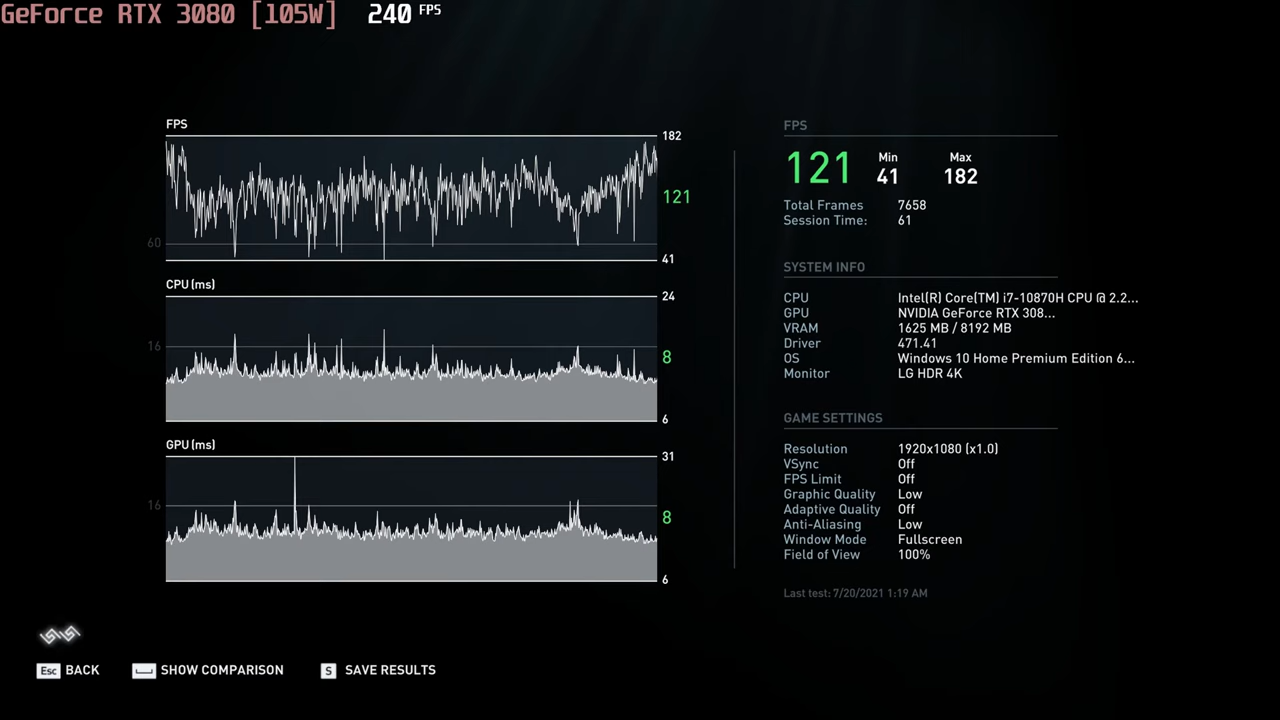 GeForce RTX 3080 [105W] 240 FPS
FPS
182
121
60
41
CPU (ms)
24
16
8
6
GPU (ms)
31
16
8
6
FPS
121 Min 41 Max 182
Total Frames 7658
Session Time: 61
SYSTEM INFO
CPU Intel(R) Core(TM) i7-10870H CPU @ 2.2...
GPU NVIDIA GeForce RTX 308...
VRAM 1625 MB / 8192 MB
Driver 471.41
OS Windows 10 Home Premium Edition 6...
Monitor LG HDR 4K
GAME SETTINGS
Resolution 1920x1080 (x1.0)
VSync Off
FPS Limit Off
Graphic Quality Low
Adaptive Quality Off
Anti-Aliasing Low
Window Mode Fullscreen
Field of View 100%
Last test: 7/20/2021 1:19 AM
Esc BACK SHOW COMPARISON S SAVE RESULTS